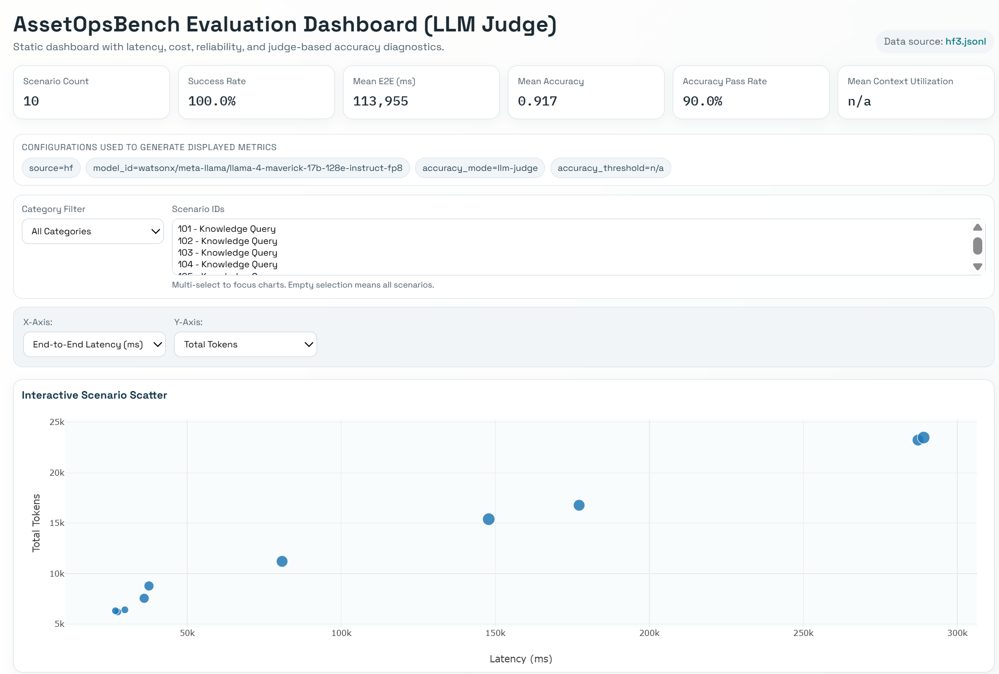 AssetOpsBench Evaluation Dashboard (LLM Judge)
Static dashboard with latency, cost, reliability, and judge-based accuracy diagnostics.
Data source: hf3.jsonl
Scenario Count
10
Success Rate
100.0%
Mean E2E (ms)
113,955
Mean Accuracy
0.917
Accuracy Pass Rate
90.0%
Mean Context Utilization
n/a
CONFIGURATIONS USED TO GENERATE DISPLAYED METRICS
source=hf
model_id=watsonx/meta-llama/llama-4-maverick-17b-128e-instruct-fp8
accuracy_mode=llm-judge
accuracy_threshold=n/a
Category Filter
All Categories
Scenario IDs
101 - Knowledge Query
102 - Knowledge Query
103 - Knowledge Query
104 - Knowledge Query
Multi-select to focus charts. Empty selection means all scenarios.
X-Axis:
End-to-End Latency (ms)
Y-Axis:
Total Tokens
Interactive Scenario Scatter
25k
20k
15k
10k
5k
Total Tokens
50k
100k
150k
200k
250k
300k
Latency (ms)